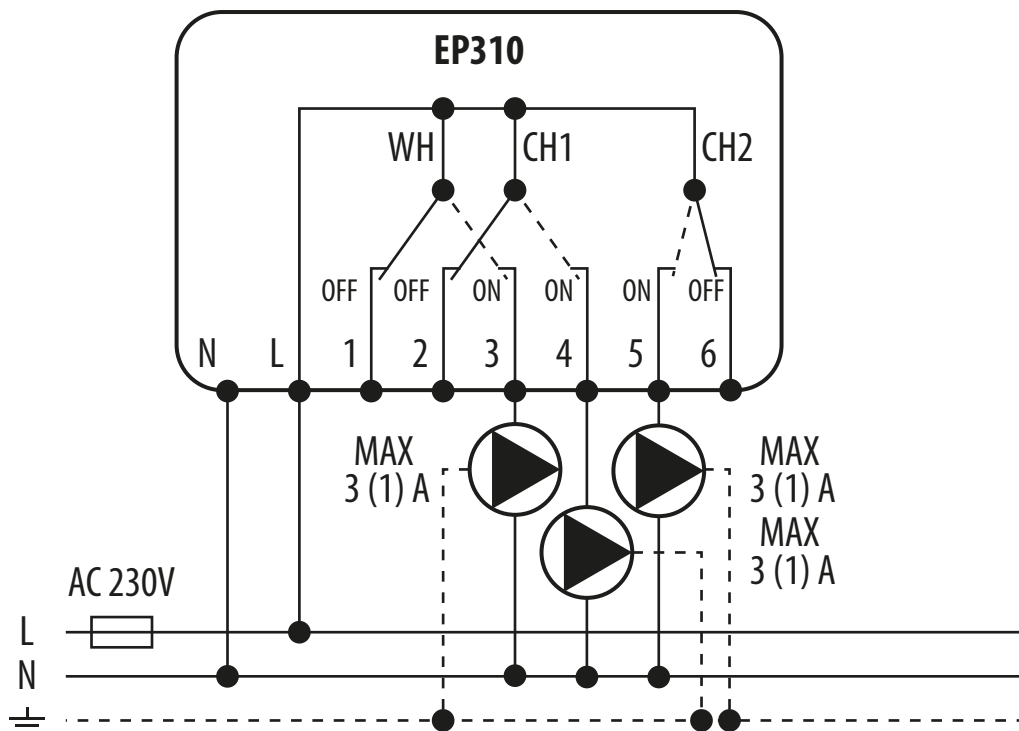 EP310
WH CH1 CH2
OFF OFF ON ON ON OFF
N L 1 2 3 4 5 6
MAX
3 (1) A
MAX
3 (1) A
MAX
3 (1) A
AC 230V
L
N